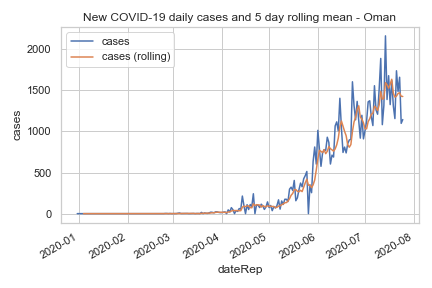 New COVID-19 daily cases and 5 day rolling mean - Oman
cases
cases (rolling)
2000
1500
1000
500
0
cases
2020-01
2020-02
2020-03
2020-04
2020-05
2020-06
2020-07
2020-08
dateRep